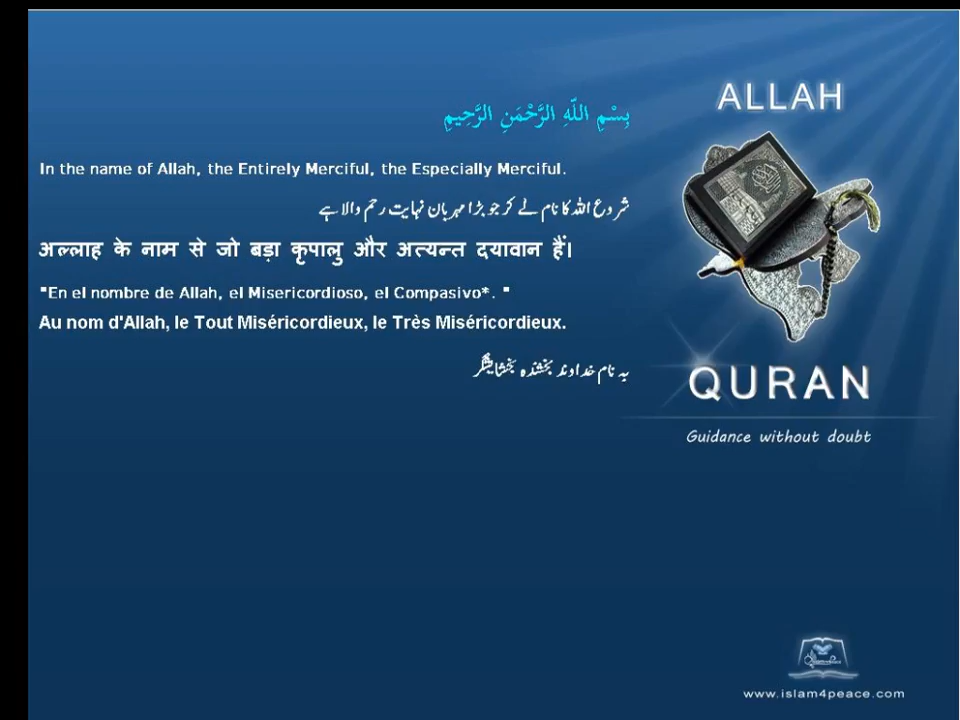 بِسْمِ اللَّهِ الرَّحْمَنِ الرَّحِيمِ
In the name of Allah, the Entirely Merciful, the Especially Merciful.
شروع الله کا نام لے کر جو بڑا مہربان نہایت رحم والا ہے
अल्लाह के नाम से जो बड़ा कृपालु और अत्यन्त दयावान हैं।
"En el nombre de Allah, el Misericordioso, el Compasivo*. "
Au nom d'Allah, le Tout Miséricordieux, le Très Miséricordieux.
به نام خداوند بخشنده بخشایشگر
ALLAH
QURAN
Guidance without doubt
www.islam4peace.com